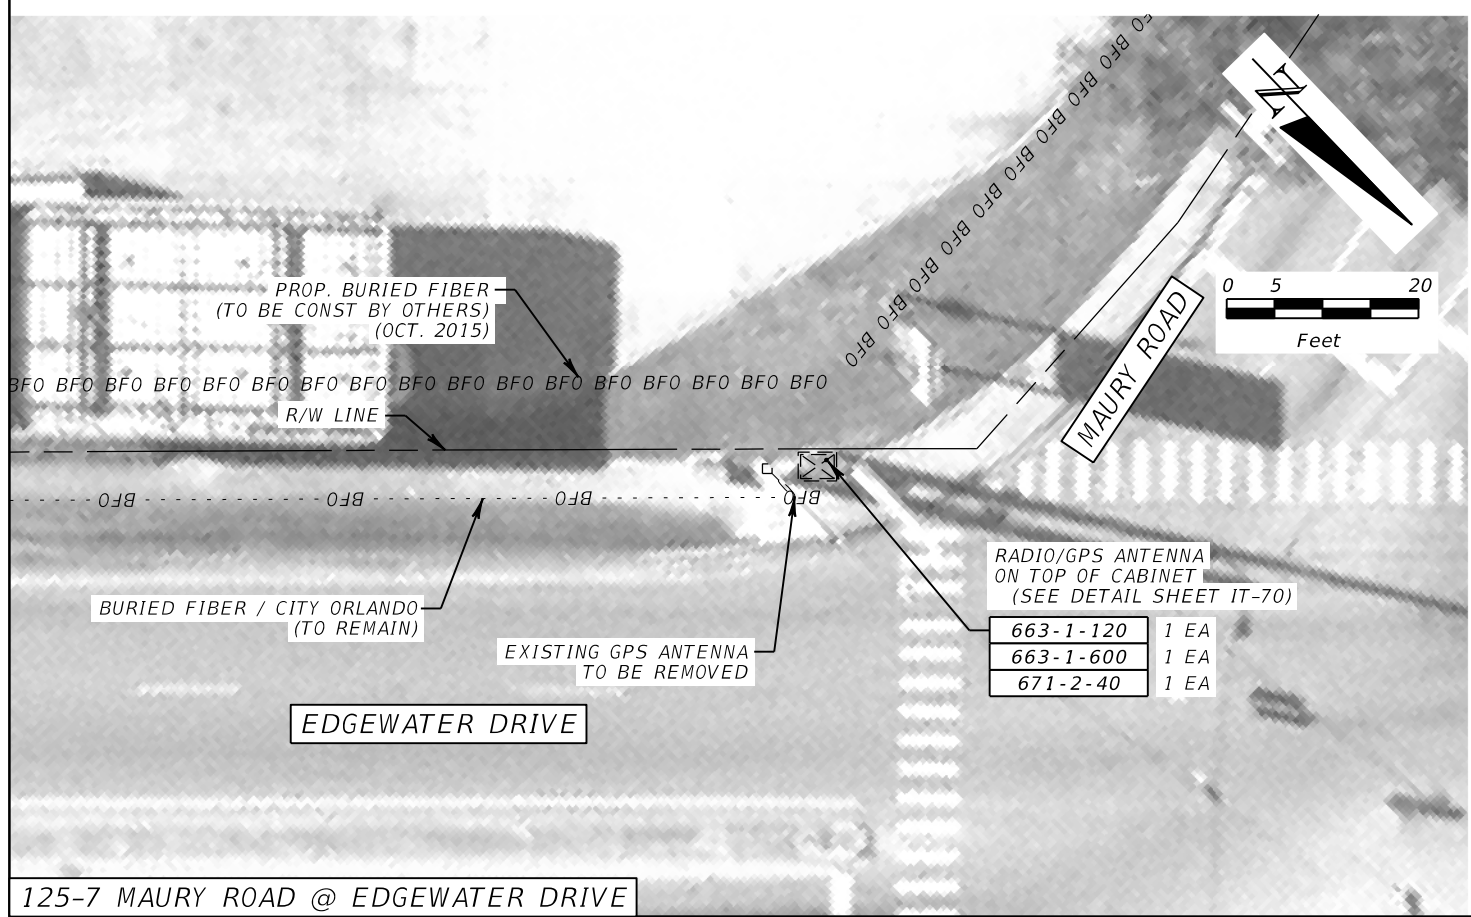 BFO BFO BFO BFO BFO BFO BFO BFO BFO BFO BFO
N
0 5 20
Feet
MAURY ROAD
PROP. BURIED FIBER
(TO BE CONST BY OTHERS)
(OCT. 2015)
BFO BFO BFO BFO BFO BFO BFO BFO BFO BFO BFO BFO BFO BFO BFO BFO BFO
R/W LINE
BFO BFO BFO BFO
BURIED FIBER / CITY ORLANDO
(TO REMAIN)
EXISTING GPS ANTENNA
TO BE REMOVED
RADIO/GPS ANTENNA
ON TOP OF CABINET
(SEE DETAIL SHEET IT-70)
663-1-120 1 EA
663-1-600 1 EA
671-2-40 1 EA
EDGEWATER DRIVE
125-7 MAURY ROAD @ EDGEWATER DRIVE